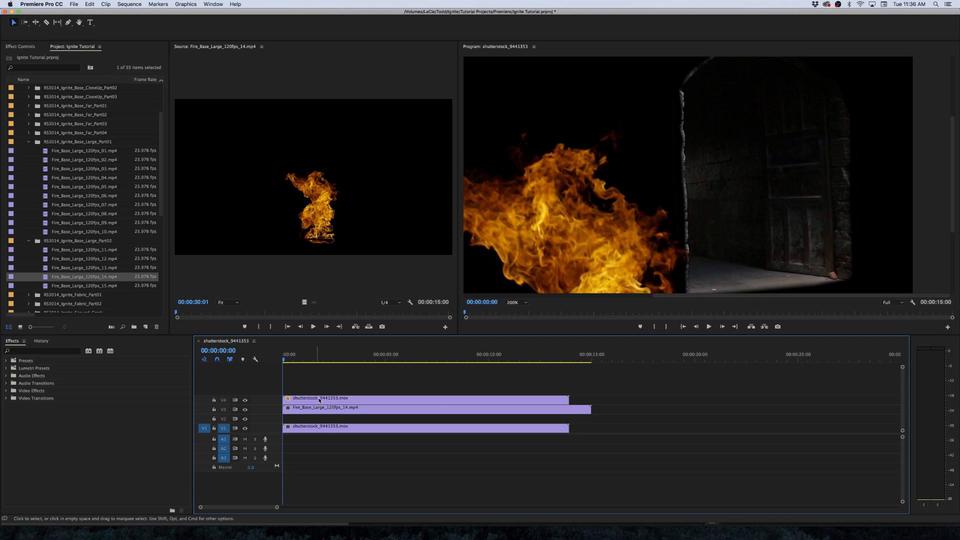 Premiere Pro CC File Edit Clip Sequence Markers Graphics Window Help Tue 11:36 AM
/Volumes/LaCie/Todd/Ignite/Tutorial Projects/Premiere/Ignite Tutorial.prproj *
Effect Controls Project: Ignite Tutorial Source: Fire_Base_Large_120fps_14.mp4 Program: shutterstock_9441353
Ignite Tutorial.prproj
1 of 33 items selected
Name Frame Rate
RS3014_Ignite_Base_CloseUp_Part02
RS3014_Ignite_Base_CloseUp_Part03
RS3014_Ignite_Base_Far_Part01
RS3014_Ignite_Base_Far_Part02
RS3014_Ignite_Base_Far_Part03
RS3014_Ignite_Base_Far_Part04
RS3014_Ignite_Base_Large_Part01
Fire_Base_Large_120fps_01.mp4 23.976 fps
Fire_Base_Large_120fps_02.mp4 23.976 fps
Fire_Base_Large_120fps_03.mp4 23.976 fps
Fire_Base_Large_120fps_04.mp4 23.976 fps
Fire_Base_Large_120fps_05.mp4 23.976 fps
Fire_Base_Large_120fps_06.mp4 23.976 fps
Fire_Base_Large_120fps_07.mp4 23.976 fps
Fire_Base_Large_120fps_08.mp4 23.976 fps
Fire_Base_Large_120fps_09.mp4 23.976 fps
Fire_Base_Large_120fps_10.mp4 23.976 fps
RS3014_Ignite_Base_Large_Part02
Fire_Base_Large_120fps_11.mp4 23.976 fps
Fire_Base_Large_120fps_12.mp4 23.976 fps
Fire_Base_Large_120fps_13.mp4 23.976 fps
Fire_Base_Large_120fps_14.mp4 23.976 fps
Fire_Base_Large_120fps_15.mp4 23.976 fps
RS3014_Ignite_Fabric_Part01
RS3014_Ignite_Fabric_Part02
00:00:30:01 Fit 1/4 00:00:15:00 00:00:00:00 200% Full 00:00:15:00
Effects History
Presets
Lumetri Presets
Audio Effects
Audio Transitions
Video Effects
Video Transitions
shutterstock_9441353
00:00:00:00
:00:00 00:00:05:00 00:00:10:00 00:00:15:00 00:00:20:00 00:00:25:00 00:00
V4 shutterstock_9441353.mov
V3 Fire_Base_Large_120fps_14.mp4
V2
V1 V1 shutterstock_9441353.mov
A1 M S
A2 M S
A3 M S
Master 0.0
Click to select, or click in empty space and drag to marquee select. Use Shift, Opt, and Cmd for other options.